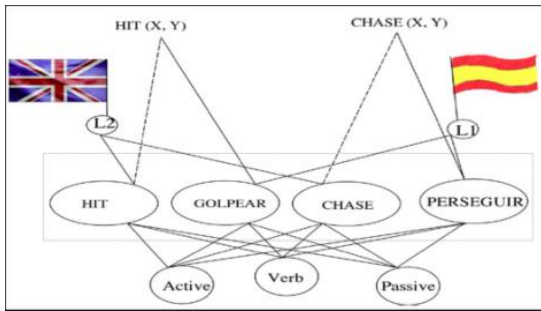 HIT (X, Y)
CHASE (X, Y)
L2
L1
HIT
GOLPEAR
CHASE
PERSEGUIR
Active
Verb
Passive